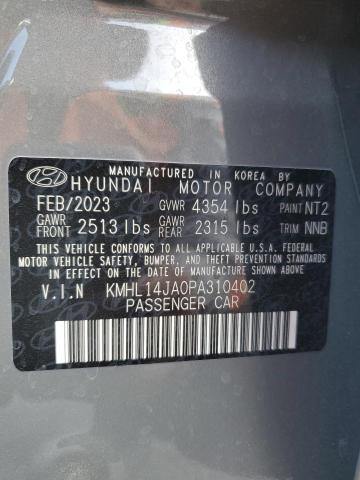 MANUFACTURED IN KOREA BY
HYUNDAI MOTOR COMPANY
FEB/2023 GVWR 4354 lbs PAINT NT2
GAWR FRONT 2513 lbs GAWR REAR 2315 lbs TRIM NNB
THIS VEHICLE CONFORMS TO ALL APPLICABLE U.S.A. FEDERAL
MOTOR VEHICLE SAFETY, BUMPER, AND THEFT PREVENTION
STANDARDS IN EFFECT ON THE DATE OF MANUFACTURE SHOWN ABOVE.
V.I.N KMHL14JA0PA310402
PASSENGER CAR